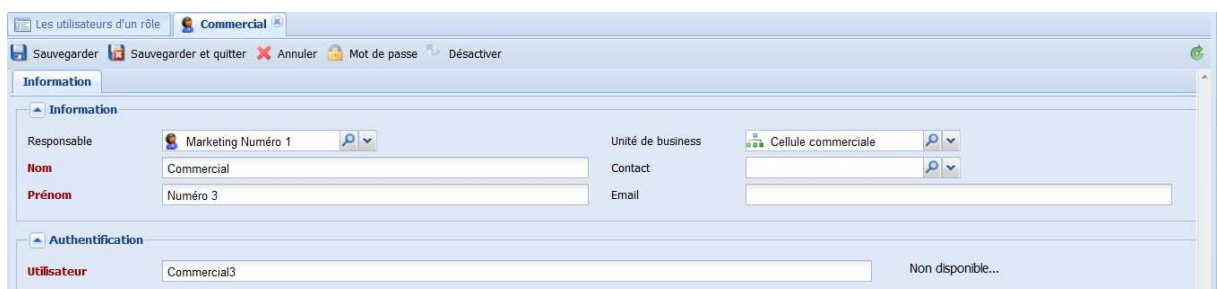 Les utilisateurs d'un rôle Commercial
Sauvegarder Sauvegarder et quitter Annuler Mot de passe Désactiver
Information
Information
Responsable Marketing Numéro 1 Unité de business Cellule commerciale
Nom Commercial Contact
Prénom Numéro 3 Email
Authentification
Utilisateur Commercial3 Non disponible...